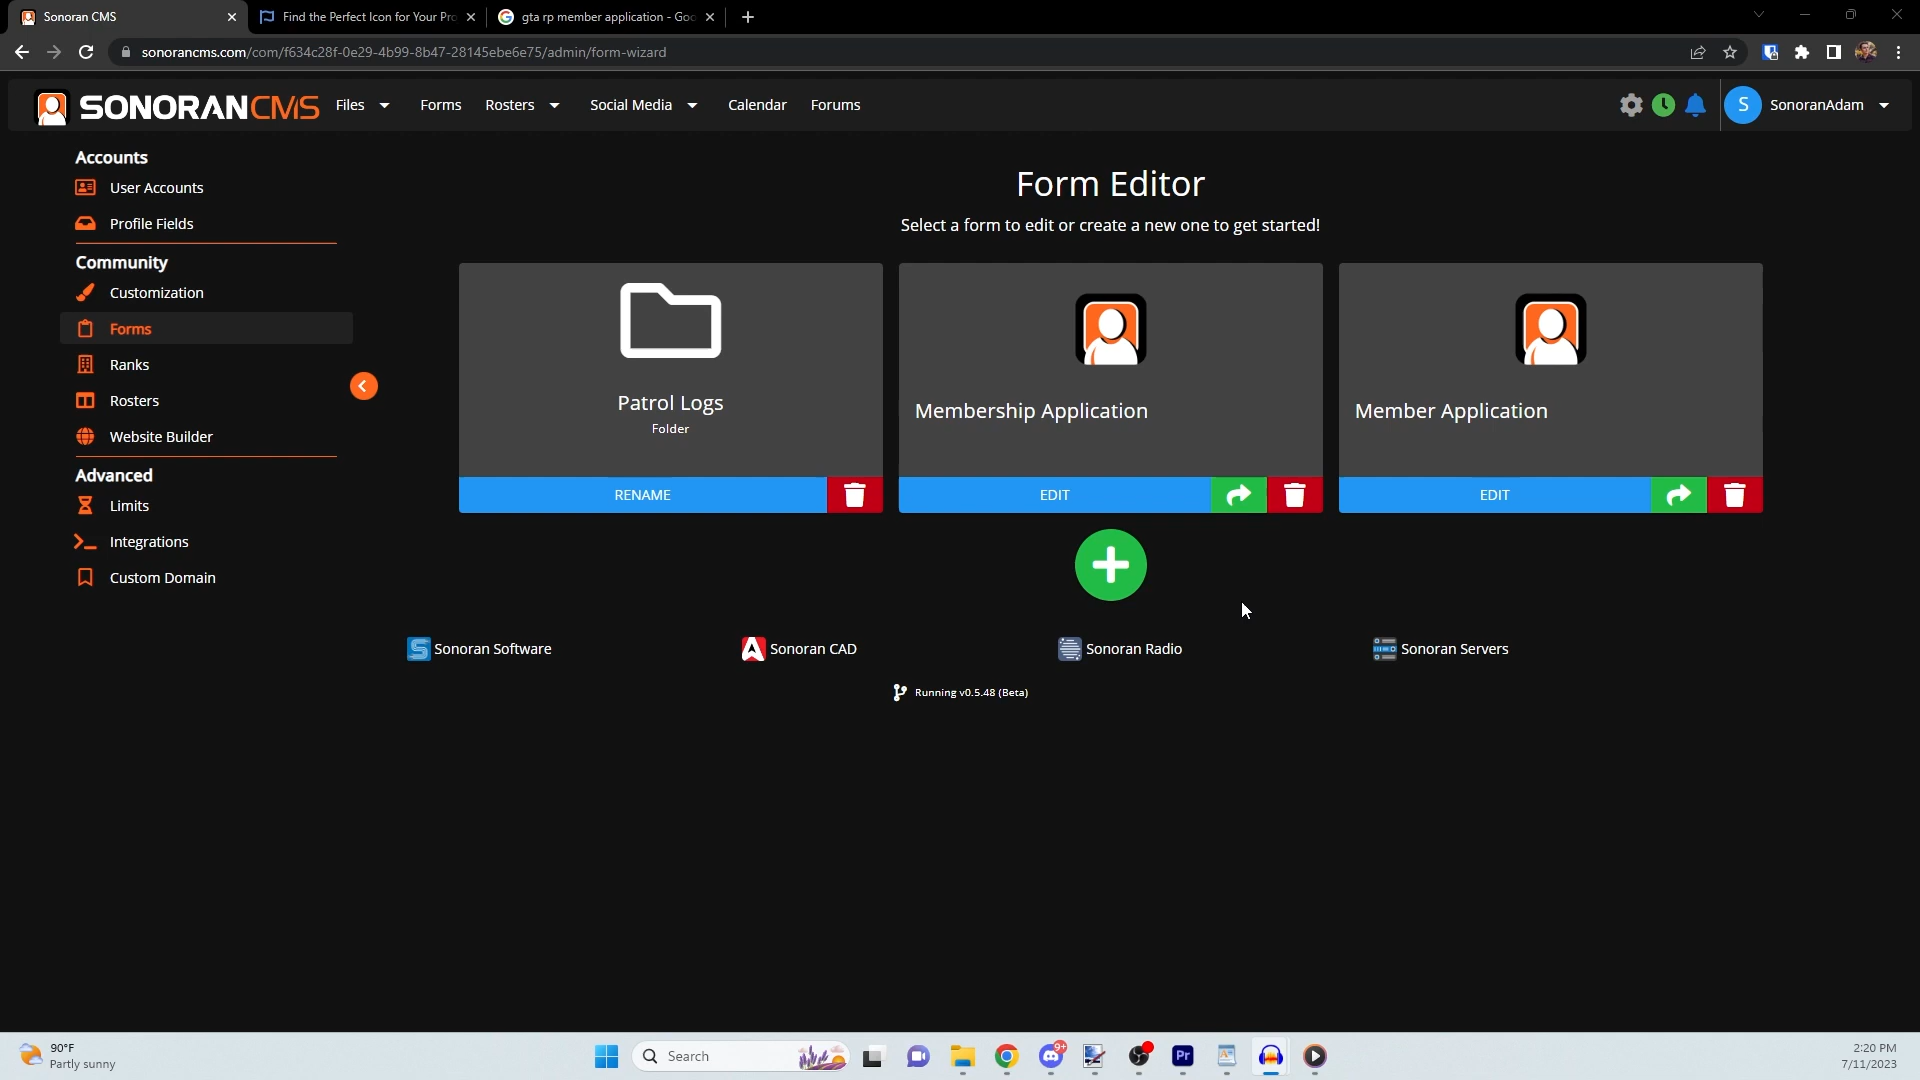 Sonoran CMS
Find the Perfect Icon for Your Pro
gta rp member application - Goo
sonorancms.com/com/f634c28f-0e29-4b99-8b47-28145ebe6e75/admin/form-wizard
SONORANCMS
Files
Forms
Rosters
Social Media
Calendar
Forums
S
SonoranAdam
Accounts
User Accounts
Profile Fields
Community
Customization
Forms
Ranks
Rosters
Website Builder
Advanced
Limits
Integrations
Custom Domain
Form Editor
Select a form to edit or create a new one to get started!
Patrol Logs
Folder
RENAME
Membership Application
EDIT
Member Application
EDIT
Sonoran Software
Sonoran CAD
Sonoran Radio
Sonoran Servers
Running v0.5.48 (Beta)
90°F
Partly sunny
Search
9+
Pr
2:20 PM
7/11/2023